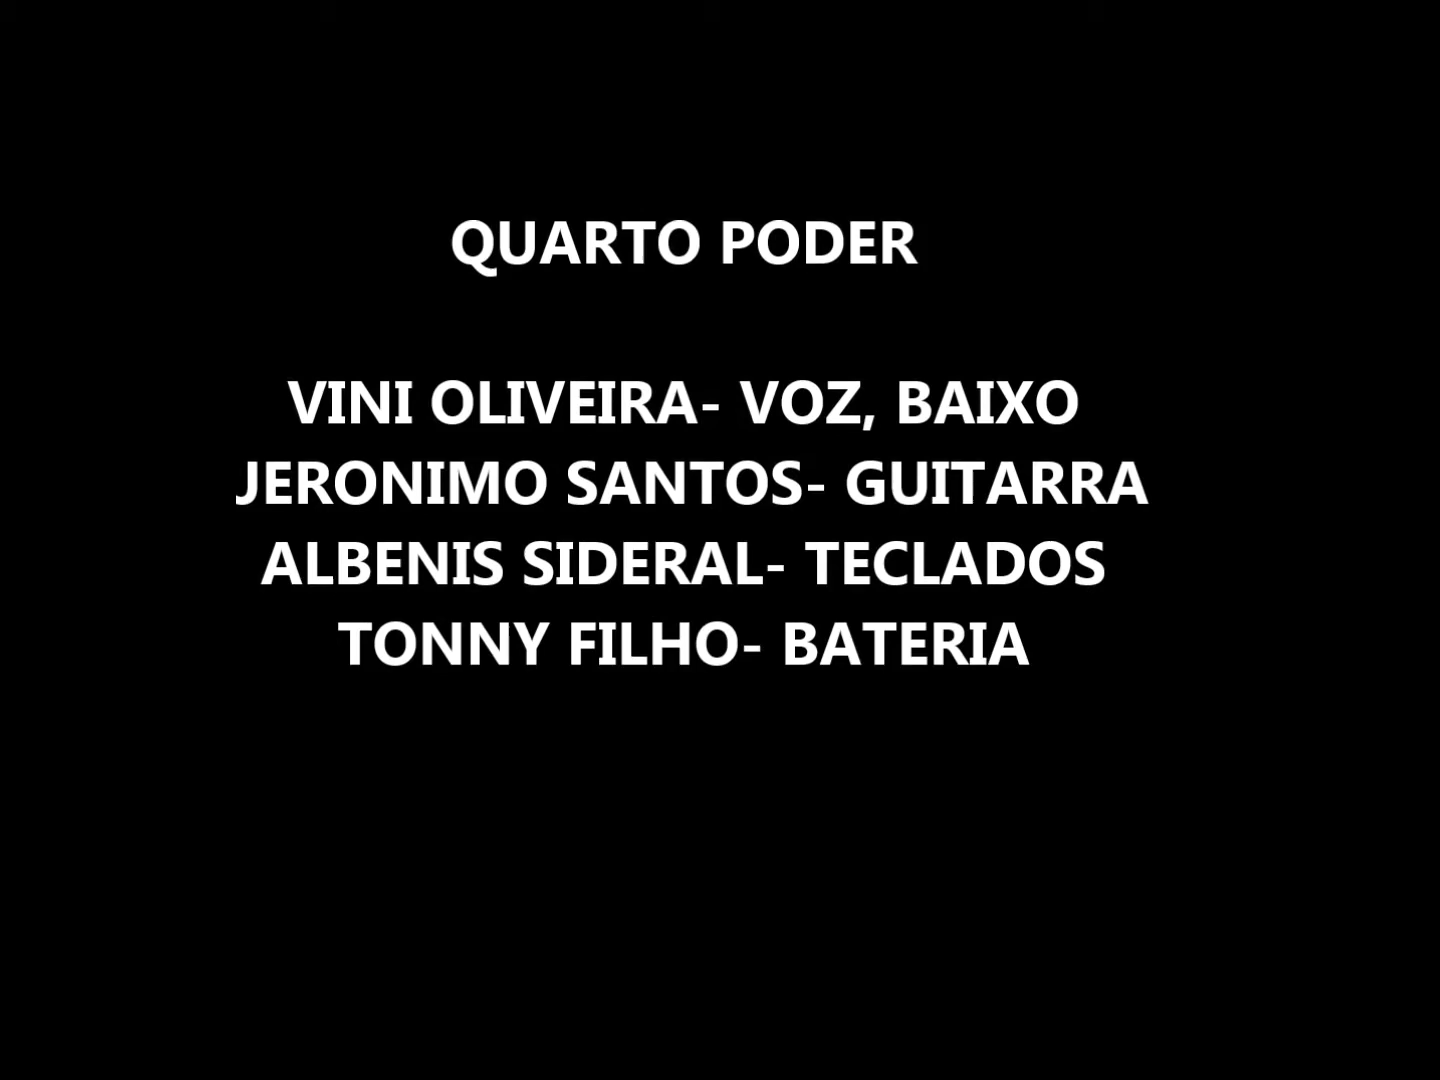 QUARTO PODER
VINI OLIVEIRA- VOZ, BAIXO
JERONIMO SANTOS- GUITARRA
ALBENIS SIDERAL- TECLADOS
TONNY FILHO- BATERIA